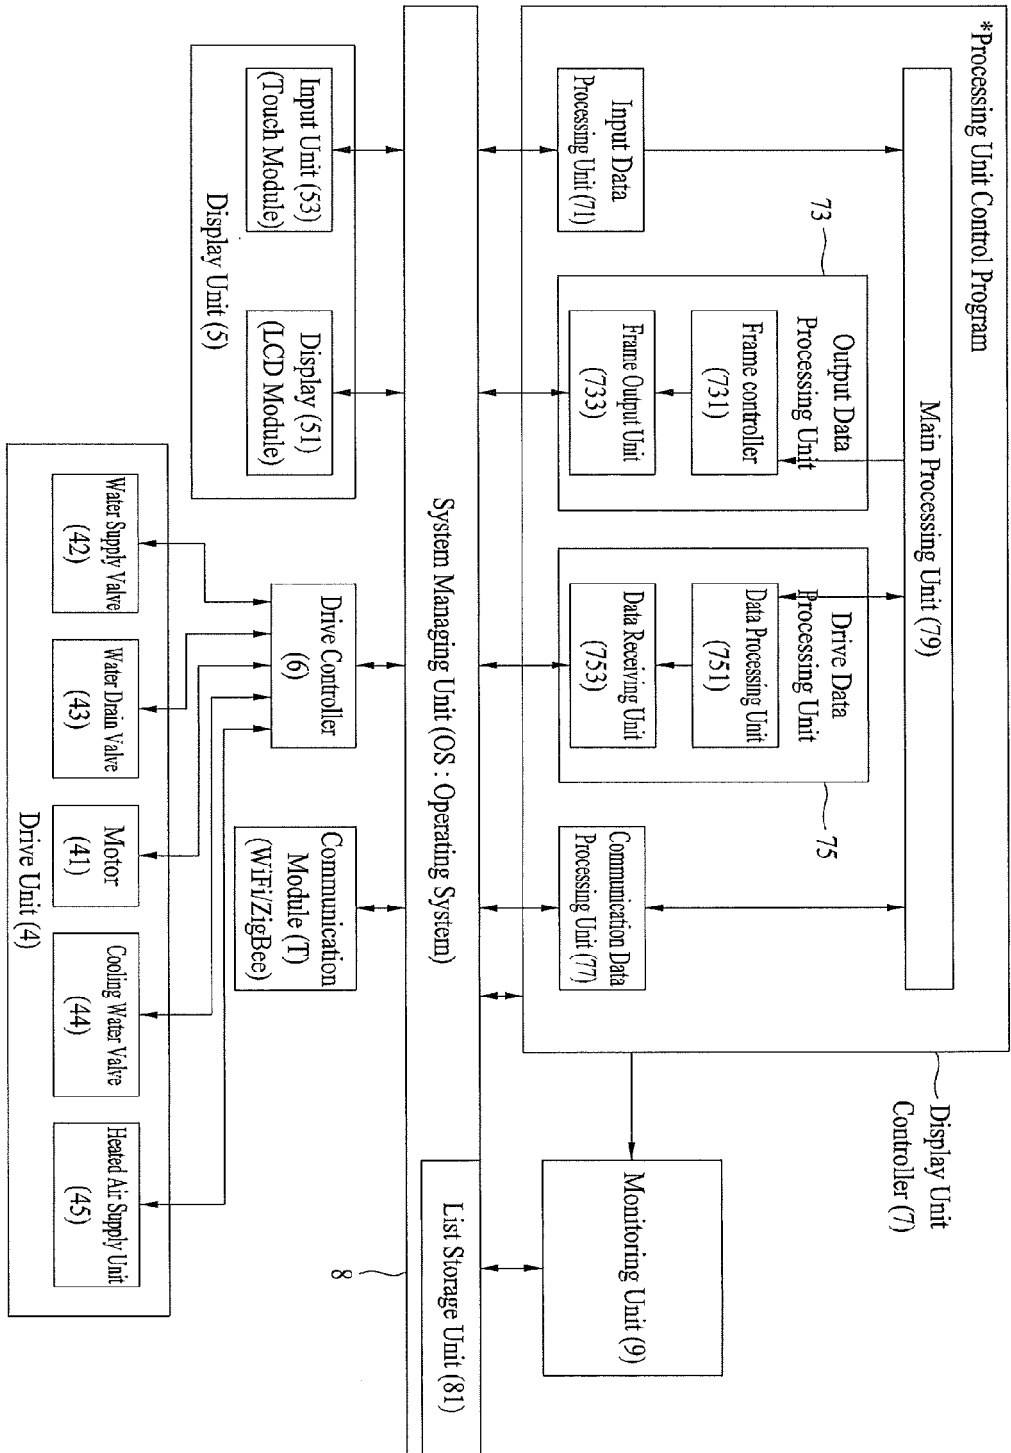 *Processing Unit Control Program
Main Processing Unit (79)
Display Unit
Controller (7)
Input Data
Processing Unit (71)
73
Output Data
Processing Unit
Frame controller
(731)
Frame Output Unit
(733)
Drive Data
Processing Unit
Data Processing Unit
(751)
Data Receiving Unit
(753)
75
Communication Data
Processing Unit (77)
Monitoring Unit (9)
System Managing Unit (OS : Operating System)
List Storage Unit (81)
8
Input Unit (53)
(Touch Module)
Display (51)
(LCD Module)
Display Unit (5)
Drive Controller
(6)
Communication
Module (T)
(WiFi/ZigBee)
Water Supply Valve
(42)
Water Drain Valve
(43)
Motor
(41)
Cooling Water Valve
(44)
Heated Air Supply Unit
(45)
Drive Unit (4)